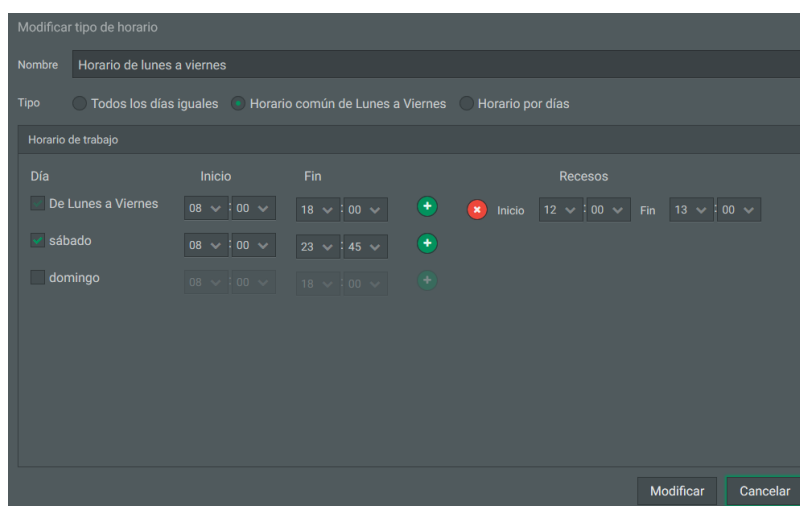 Modificar tipo de horario
Nombre Horario de lunes a viernes
Tipo Todos los días iguales Horario común de Lunes a Viernes Horario por días
Horario de trabajo
Día Inicio Fin Recesos
De Lunes a Viernes 08 : 00 18 : 00 Inicio 12 : 00 Fin 13 : 00
sábado 08 : 00 23 : 45
domingo 08 : 00 18 : 00
Modificar Cancelar